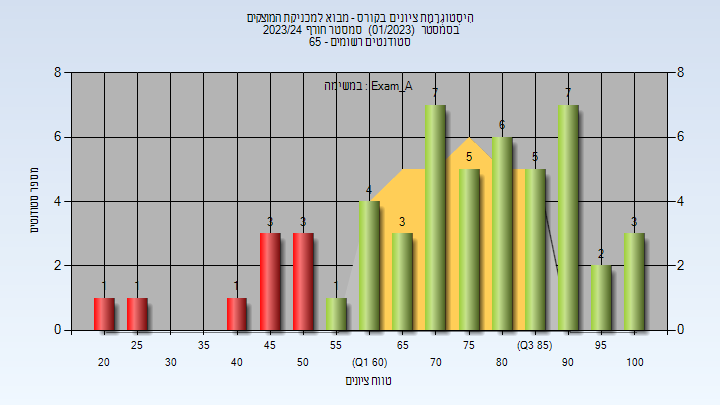 היסטוגרמת ציונים בקורס - מבוא למכניקת המוצקים
בסמסטר (01/2023) סמסטר חורף 2023/24
סטודנטים רשומים - 65
במשימה : Exam_A
מספר סטודנטים
8 8
6 6
4 4
2 2
0 0
1 1 1 3 3 1 4 3 7 5 6 5 7 2 3
25 35 45 55 65 75 (Q3 85) 95
20 30 40 50 (Q1 60) 70 80 90 100
טווח ציונים